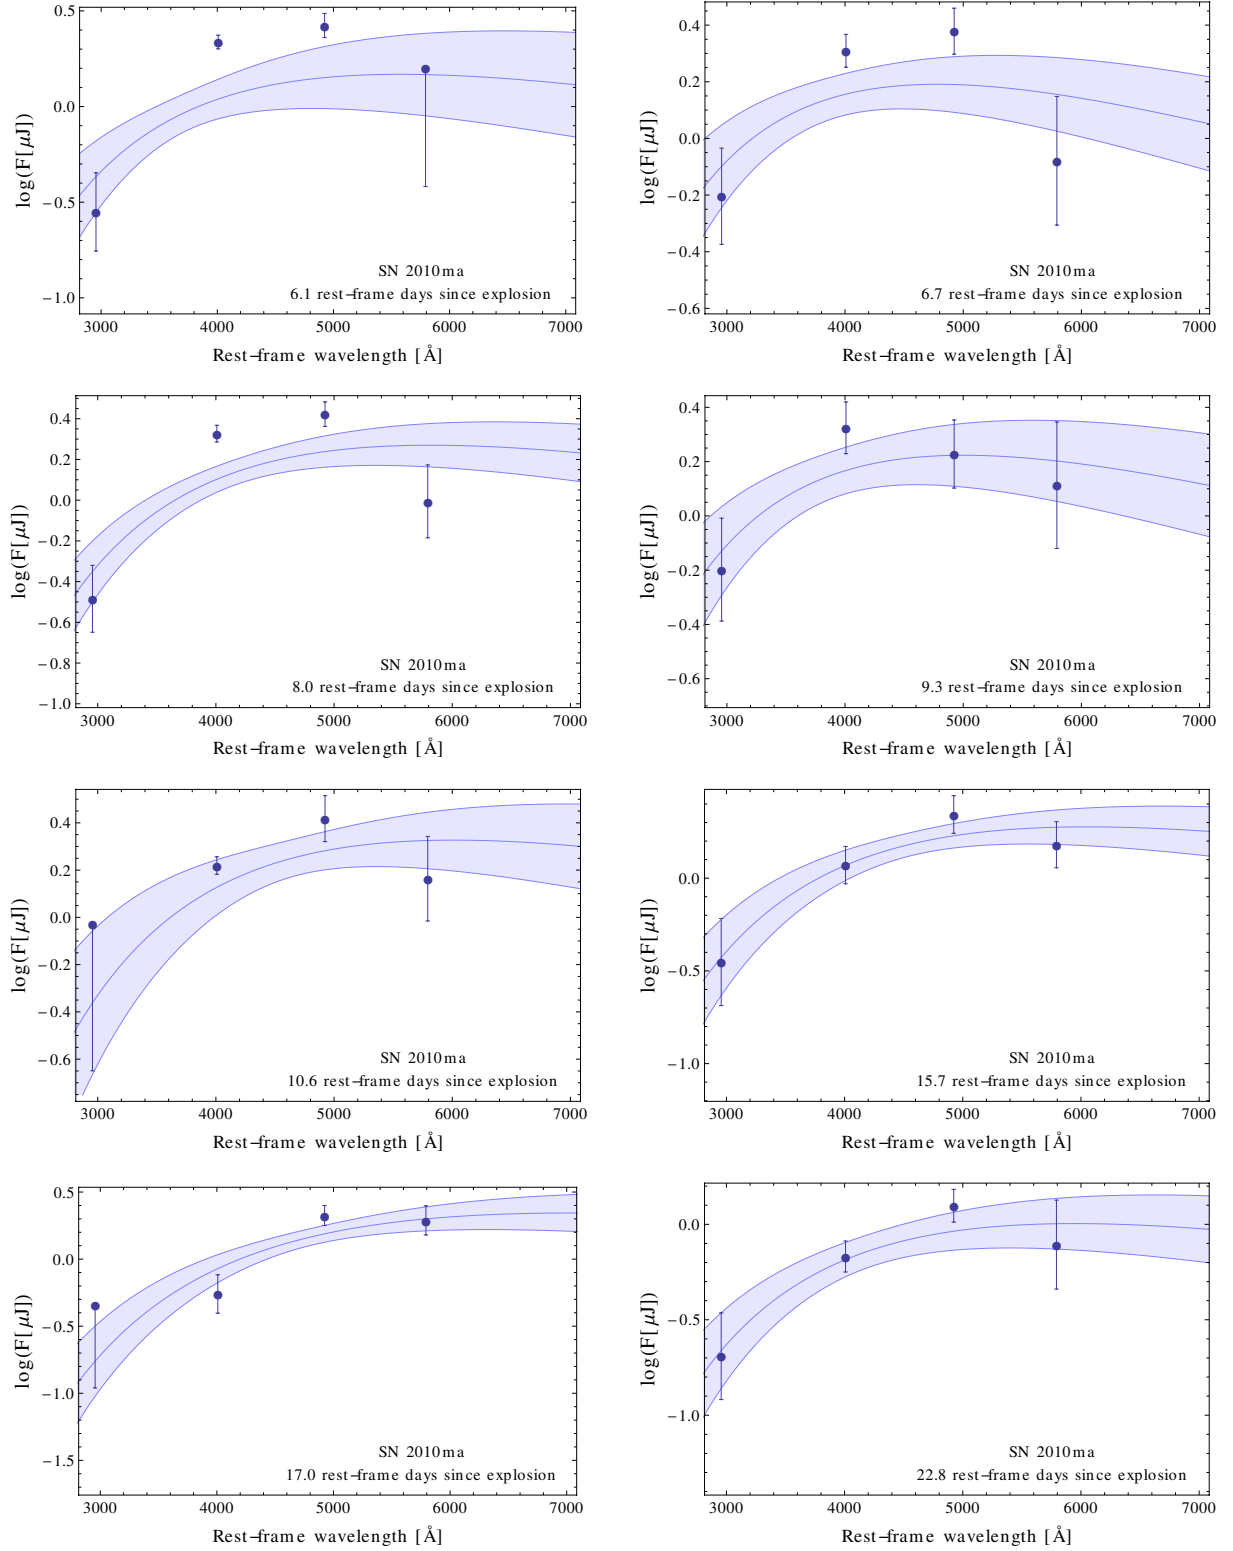 log(F[μJ])
0.5
0.0
−0.5
−1.0
SN 2010ma
6.1 rest−frame days since explosion
3000 4000 5000 6000 7000
Rest−frame wavelength [Å]
log(F[μJ])
0.4
0.2
0.0
−0.2
−0.4
−0.6
SN 2010ma
6.7 rest−frame days since explosion
3000 4000 5000 6000 7000
Rest−frame wavelength [Å]
log(F[μJ])
0.4
0.2
0.0
−0.2
−0.4
−0.6
−0.8
−1.0
SN 2010ma
8.0 rest−frame days since explosion
3000 4000 5000 6000 7000
Rest−frame wavelength [Å]
log(F[μJ])
0.4
0.2
0.0
−0.2
−0.4
−0.6
SN 2010ma
9.3 rest−frame days since explosion
3000 4000 5000 6000 7000
Rest−frame wavelength [Å]
log(F[μJ])
0.4
0.2
0.0
−0.2
−0.4
−0.6
SN 2010ma
10.6 rest−frame days since explosion
3000 4000 5000 6000 7000
Rest−frame wavelength [Å]
log(F[μJ])
0.0
−0.5
−1.0
SN 2010ma
15.7 rest−frame days since explosion
3000 4000 5000 6000 7000
Rest−frame wavelength [Å]
log(F[μJ])
0.5
0.0
−0.5
−1.0
−1.5
SN 2010ma
17.0 rest−frame days since explosion
3000 4000 5000 6000 7000
Rest−frame wavelength [Å]
log(F[μJ])
0.0
−0.5
−1.0
SN 2010ma
22.8 rest−frame days since explosion
3000 4000 5000 6000 7000
Rest−frame wavelength [Å]